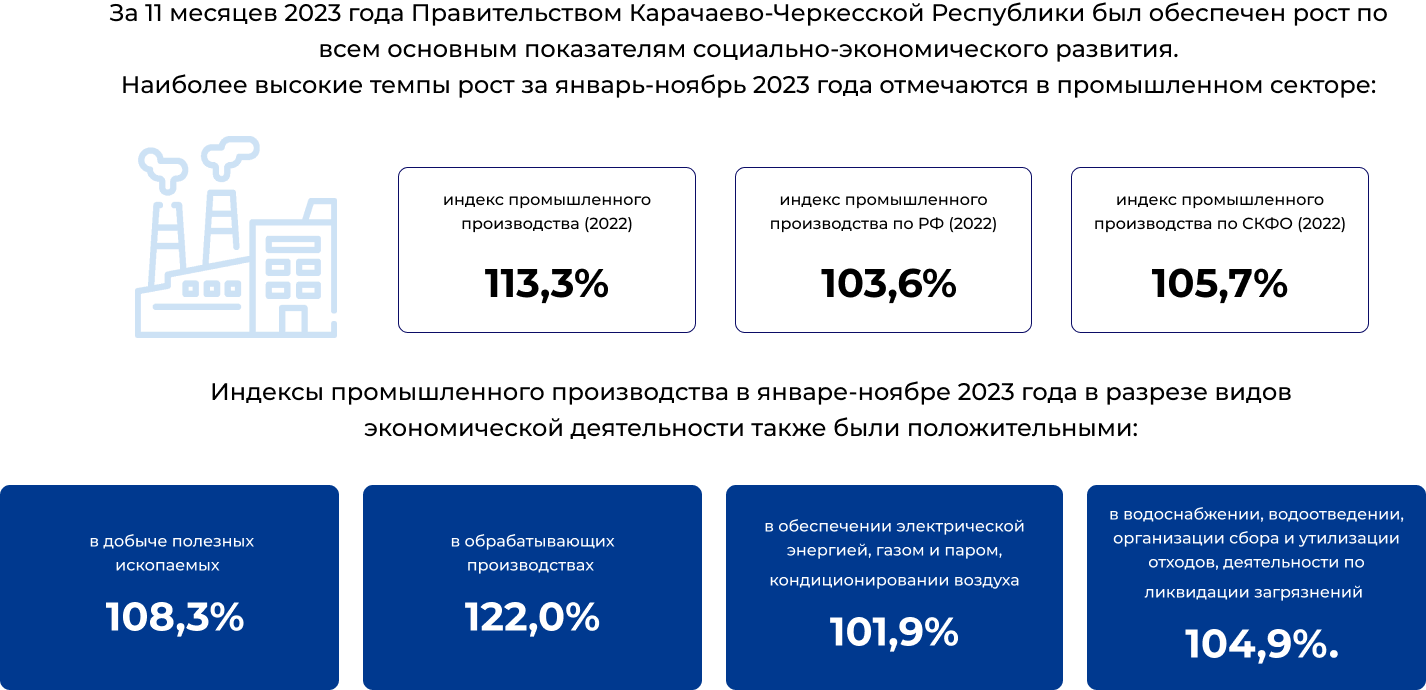 За 11 месяцев 2023 года Правительством Карачаево-Черкесской Республики был обеспечен рост по
всем основным показателям социально-экономического развития.
Наиболее высокие темпы рост за январь-ноябрь 2023 года отмечаются в промышленном секторе:
индекс промышленного
производства (2022)
113,3%
индекс промышленного
производства по РФ (2022)
103,6%
индекс промышленного
производства по СКФО (2022)
105,7%
Индексы промышленного производства в январе-ноябре 2023 года в разрезе видов
экономической деятельности также были положительными:
в добыче полезных
ископаемых
108,3%
в обрабатывающих
производствах
122,0%
в обеспечении электрической
энергией, газом и паром,
кондиционировании воздуха
101,9%
в водоснабжении, водоотведении,
организации сбора и утилизации
отходов, деятельности по
ликвидации загрязнений
104,9%.